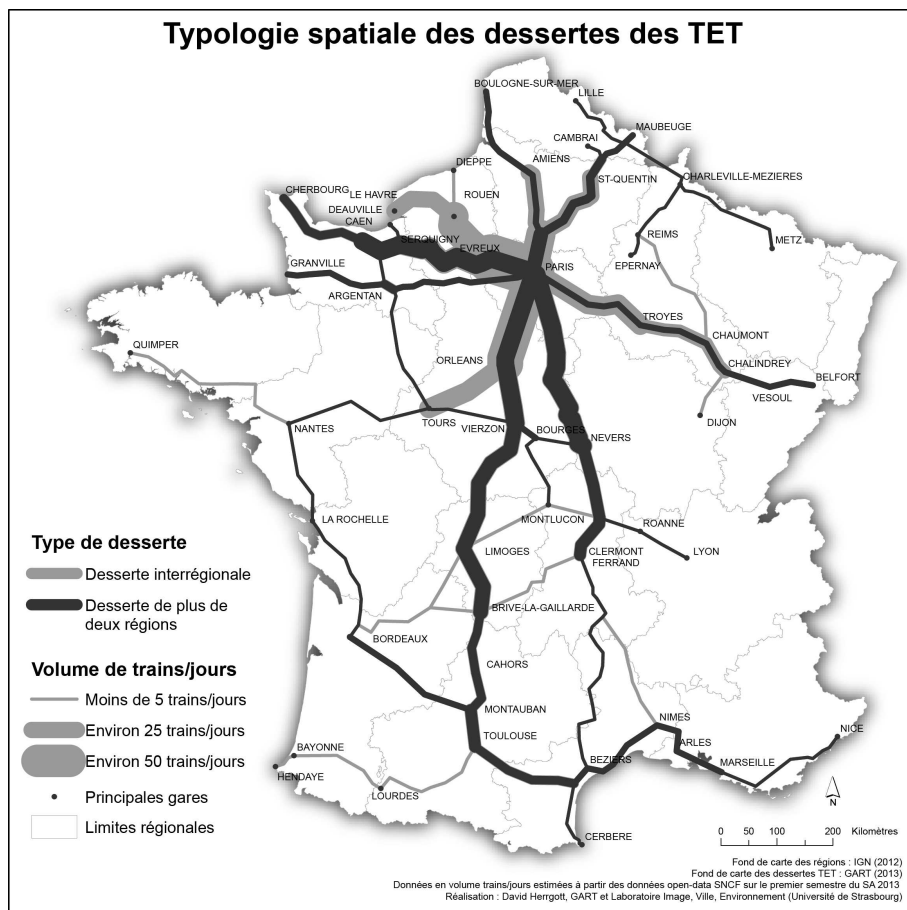 Typologie spatiale des dessertes des TET
BOULOGNE-SUR-MER
LILLE
MAUBEUGE
CAMBRAI
AMIENS
DIEPPE
ST-QUENTIN
CHARLEVILLE-MEZIERES
CHERBOURG
LE HAVRE
ROUEN
DEAUVILLE
CAEN
SERQUIGNY
EVREUX
REIMS
METZ
GRANVILLE
PARIS
EPERNAY
ARGENTAN
TROYES
CHAUMONT
QUIMPER
ORLEANS
CHALINDREY
BELFORT
VESOUL
NANTES
TOURS
VIERZON
BOURGES
NEVERS
DIJON
LA ROCHELLE
MONTLUCON
ROANNE
LIMOGES
CLERMONT
FERRAND
LYON
BRIVE-LA-GAILLARDE
BORDEAUX
CAHORS
MONTAUBAN
TOULOUSE
NIMES
ARLES
NICE
BAYONNE
HENDAYE
LOURDES
BEZIERS
MARSEILLE
CERBERE
Type de desserte
Desserte interrégionale
Desserte de plus de
deux régions
Volume de trains/jours
Moins de 5 trains/jours
Environ 25 trains/jours
Environ 50 trains/jours
Principales gares
Limites régionales
N
0 50 100 200 Kilomètres
Fond de carte des régions : IGN (2012)
Fond de carte des dessertes TET : GART (2013)
Données en volume trains/jours estimées à partir des données open-data SNCF sur le premier semestre du SA 2013
Réalisation : David Herrgott, GART et Laboratoire Image, Ville, Environnement (Université de Strasbourg)